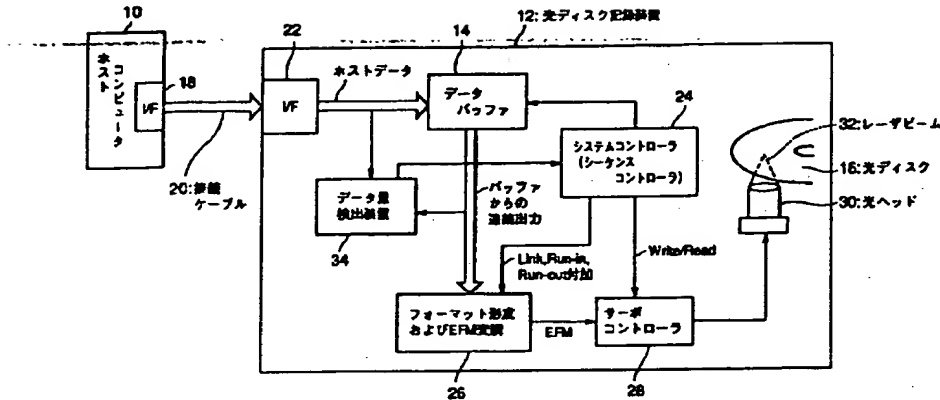 10
ホスト
コンピュータ
18
I/F
20:接続
ケーブル
12:光ディスク記録装置
22
I/F
ホストデータ
14
データ
バッファ
24
システムコントローラ
(シーケンス
コントローラ)
32:レーザビーム
16:光ディスク
30:光ヘッド
データ量
検出装置
34
バッファ
からの
連続出力
Link,Run-in,
Run-out付加
Write/Read
フォーマット形成
およびEFM変調
26
EFM
サーボ
コントローラ
28